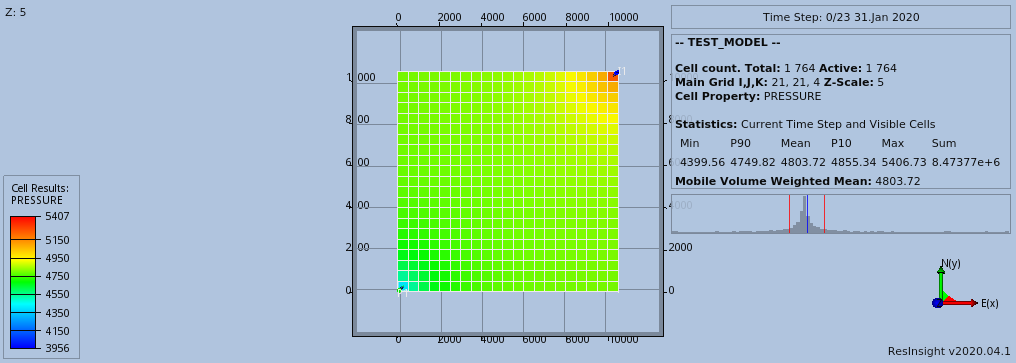 Z: 5
0 2000 4000 6000 8000 10000
Time Step: 0/23 31.Jan 2020
-- TEST_MODEL --
Cell count. Total: 1 764 Active: 1 764
Main Grid I,J,K: 21, 21, 4 Z-Scale: 5
Cell Property: PRESSURE
Statistics: Current Time Step and Visible Cells
Min P90 Mean P10 Max Sum
4399.56 4749.82 4803.72 4855.34 5406.73 8.47377e+6
Mobile Volume Weighted Mean: 4803.72
Cell Results:
PRESSURE
5407
5150
4950
4750
4550
4350
4150
3956
4000
2000
0
0 2000 4000 6000 8000 10000
N(y)
E(x)
ResInsight v2020.04.1